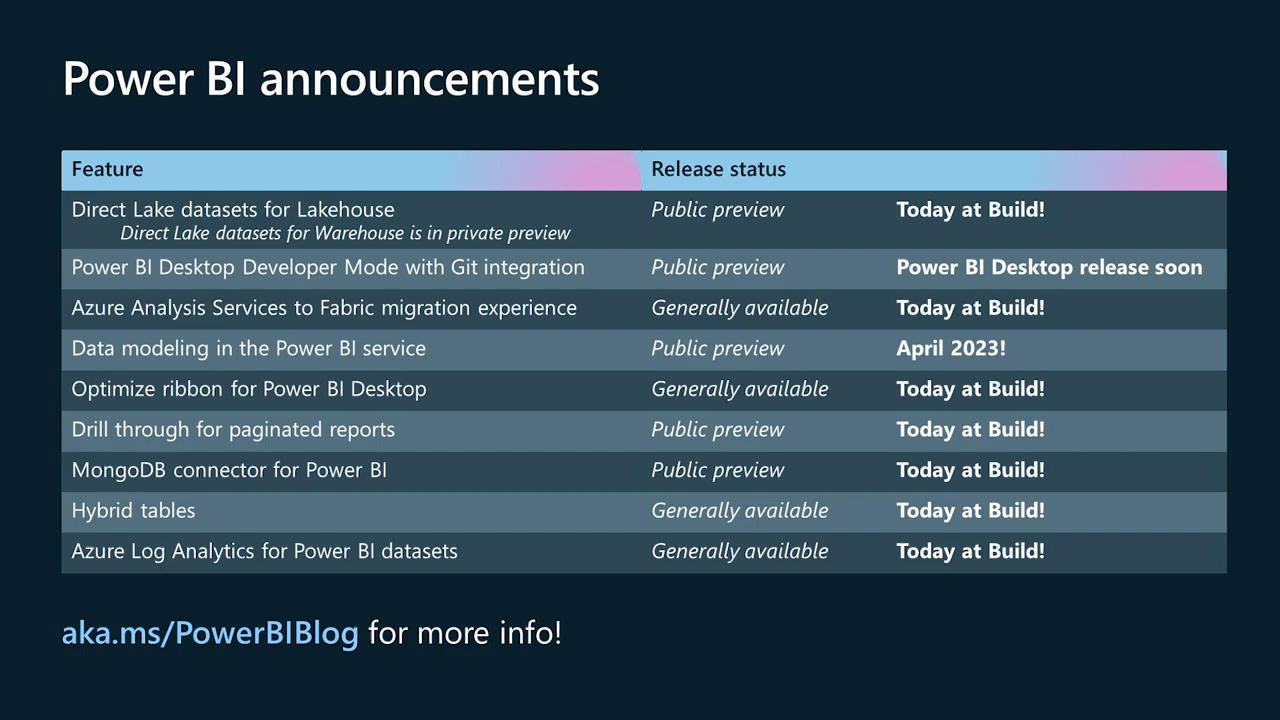 Power BI announcements
Feature Release status
Direct Lake datasets for Lakehouse Public preview Today at Build!
Direct Lake datasets for Warehouse is in private preview
Power BI Desktop Developer Mode with Git integration Public preview Power BI Desktop release soon
Azure Analysis Services to Fabric migration experience Generally available Today at Build!
Data modeling in the Power BI service Public preview April 2023!
Optimize ribbon for Power BI Desktop Generally available Today at Build!
Drill through for paginated reports Public preview Today at Build!
MongoDB connector for Power BI Public preview Today at Build!
Hybrid tables Generally available Today at Build!
Azure Log Analytics for Power BI datasets Generally available Today at Build!
aka.ms/PowerBIBlog for more info!